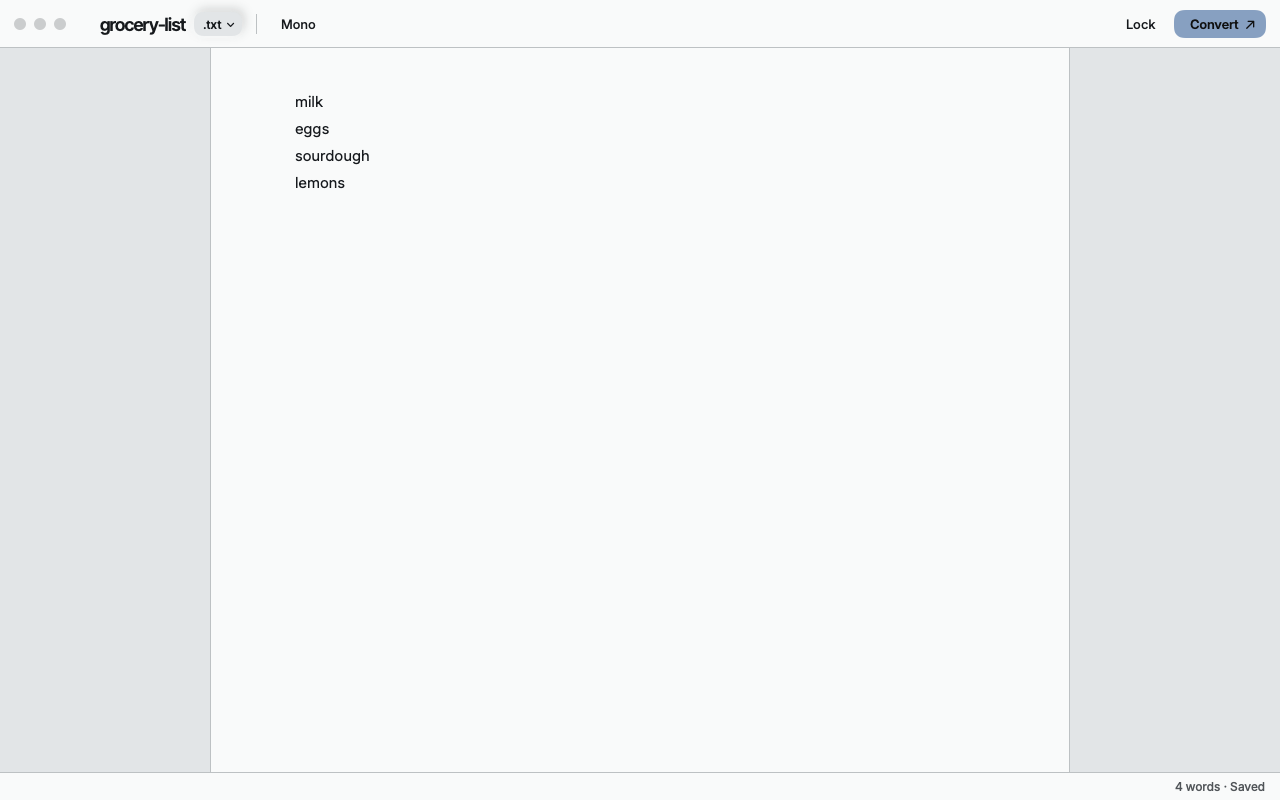 grocery-list .txt Mono Lock Convert
milk
eggs
sourdough
lemons
4 words · Saved